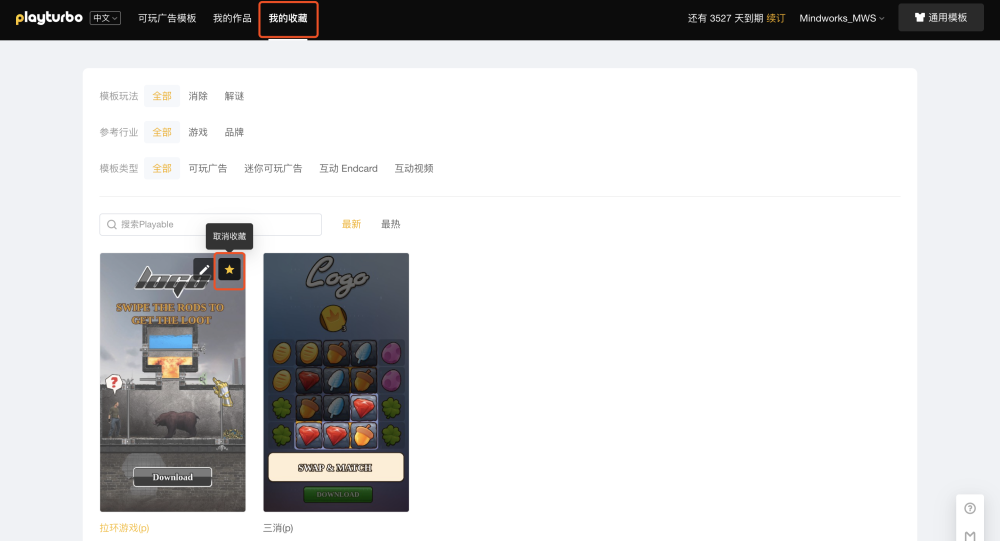 playturbo 中文 可玩广告模板 我的作品 我的收藏 还有 3527 天到期 续订 Mindworks_MWS 通用模板
模板玩法 全部 消除 解谜
参考行业 全部 游戏 品牌
模板类型 全部 可玩广告 迷你可玩广告 互动 Endcard 互动视频
搜索Playable 最新 最热
取消收藏
Logo
SWIPE THE RODS TO
GET THE LOOT
?
Download
拉环游戏(p)
Logo
SWAP & MATCH
DOWNLOAD
三消(p)